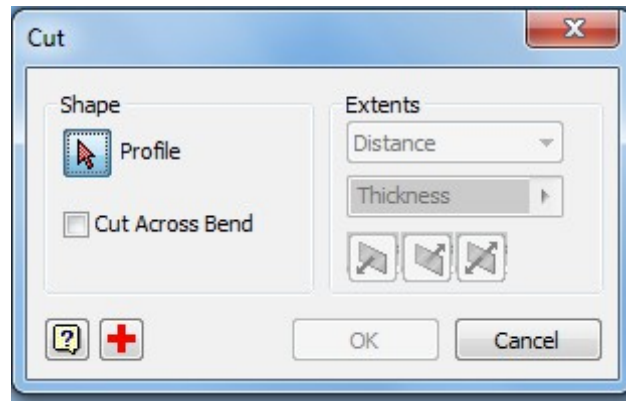 Cut
Shape
Profile
Cut Across Bend
Extents
Distance
Thickness
OK
Cancel